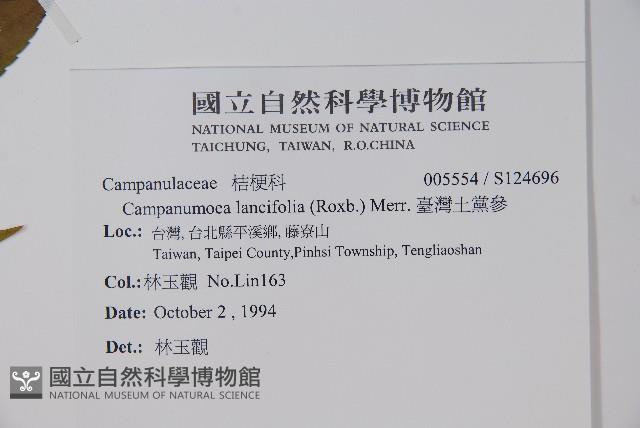 國立自然科學博物館
NATIONAL MUSEUM OF NATURAL SCIENCE
TAICHUNG, TAIWAN, R.O.CHINA
Campanulaceae 桔梗科 005554 / S124696
Campanumoea lancifolia (Roxb.) Merr. 臺灣土黨參
Loc.: 台灣, 台北縣平溪鄉, 藤寮山
Taiwan, Taipei County,Pinhsi Township, Tengliaoshan
Col.: 林玉觀 No.Lin163
Date: October 2 , 1994
Det.: 林玉觀
國立自然科學博物館
NATIONAL MUSEUM OF NATURAL SCIENCE